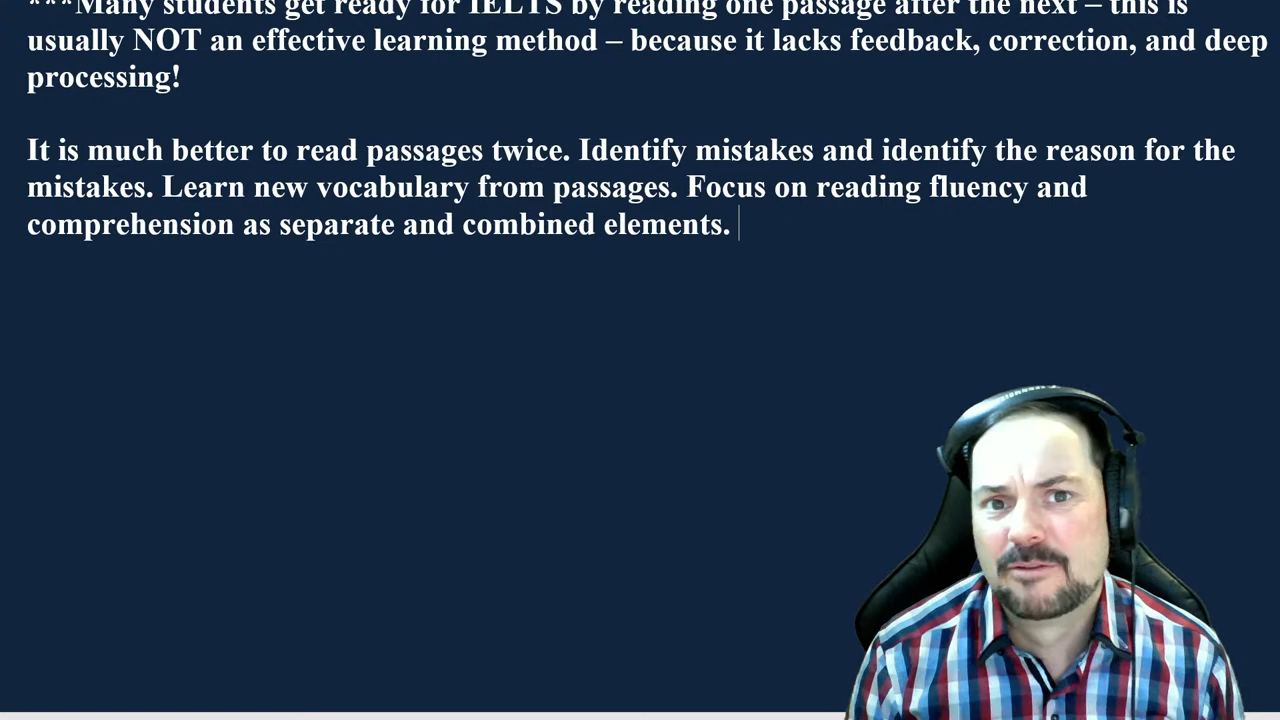 ***Many students get ready for IELTS by reading one passage after the next – this is
usually NOT an effective learning method – because it lacks feedback, correction, and deep
processing!
It is much better to read passages twice. Identify mistakes and identify the reason for the
mistakes. Learn new vocabulary from passages. Focus on reading fluency and
comprehension as separate and combined elements.